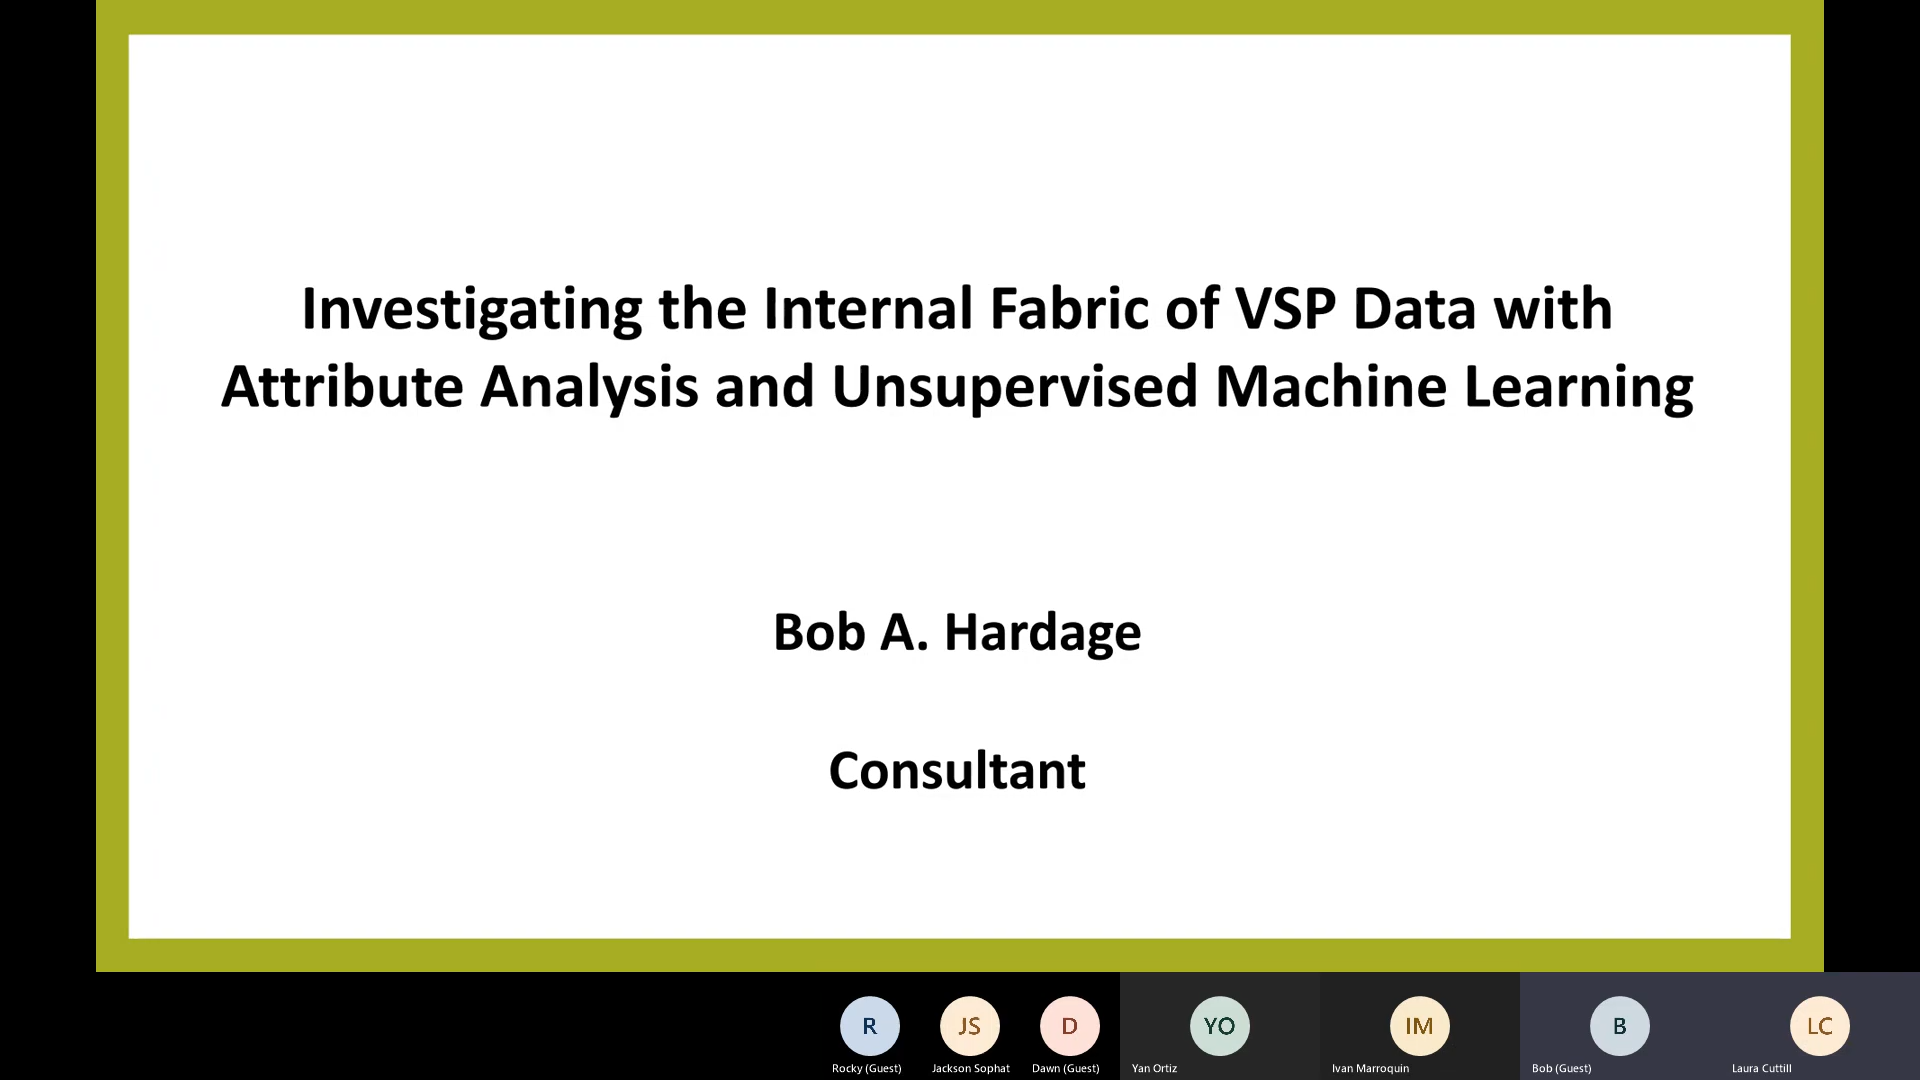 Investigating the Internal Fabric of VSP Data with
Attribute Analysis and Unsupervised Machine Learning
Bob A. Hardage
Consultant
R
JS
D
YO
IM
B
LC
Rocky (Guest)
Jackson Sophat
Dawn (Guest)
Yan Ortiz
Ivan Marroquin
Bob (Guest)
Laura Cuttill